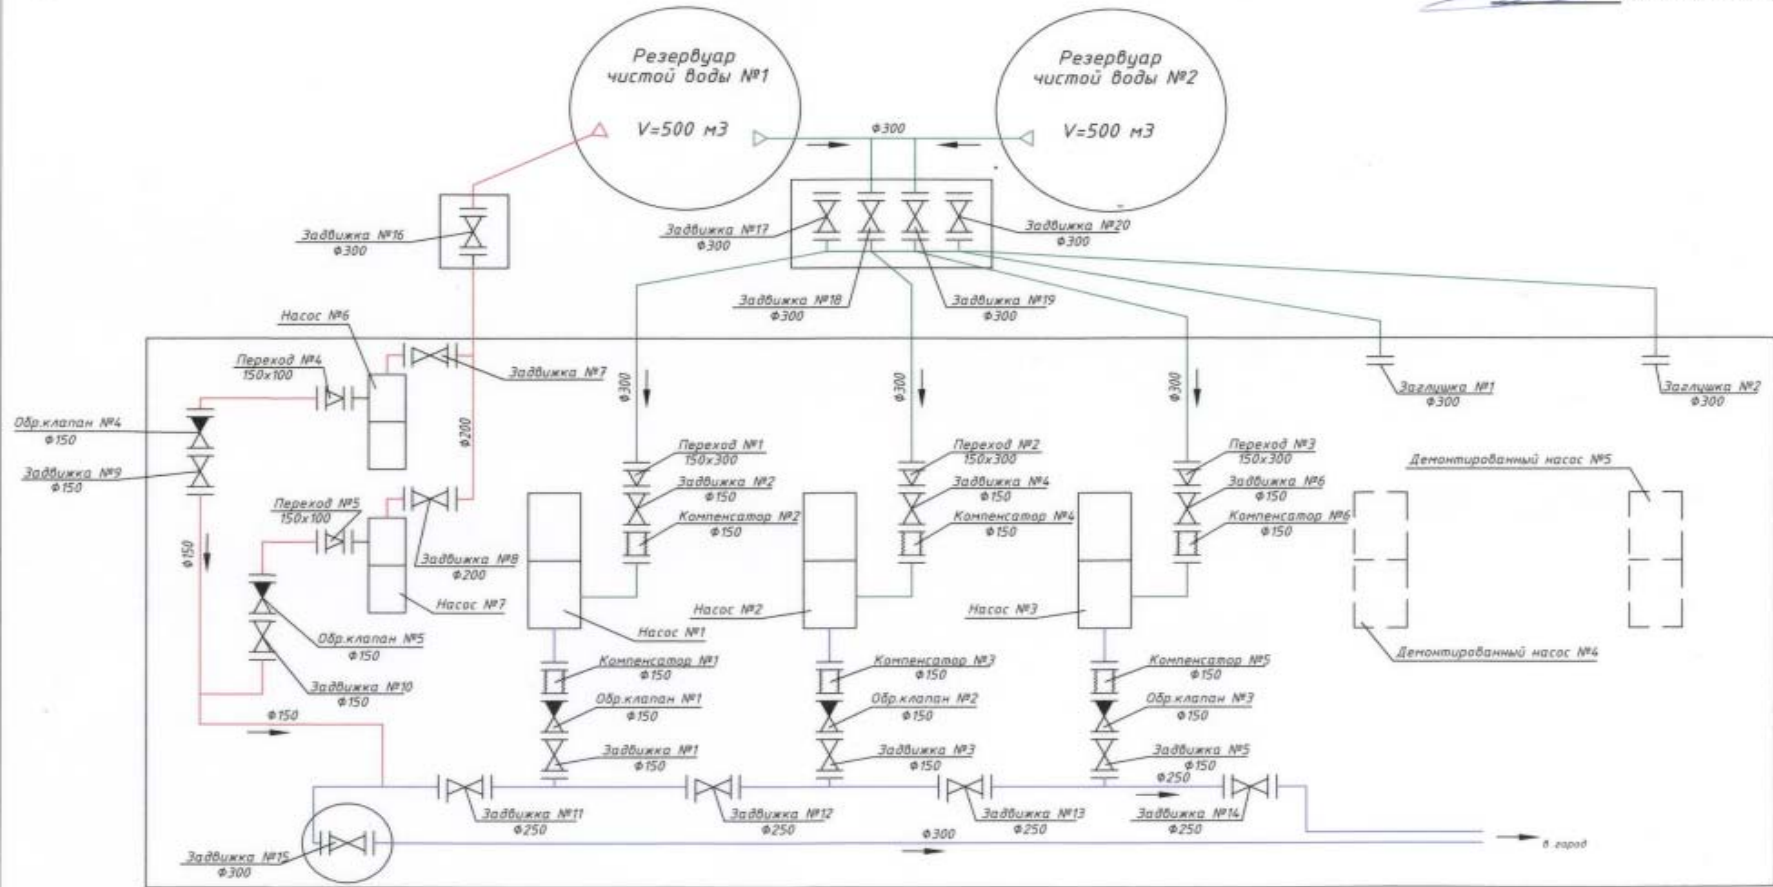 Резервуар
чистой воды №1
V=500 м3
Резервуар
чистой воды №2
V=500 м3
ф300
Задвижка №16
ф300
Задвижка №17
ф300
Задвижка №20
ф300
Задвижка №18
ф300
Задвижка №19
ф300
Насос №6
Переход №4
150х100
Задвижка №7
Обр.клапан №4
ф150
Задвижка №9
ф150
ф200
ф300
ф300
ф300
Заглушка №1
ф300
Заглушка №2
ф300
Переход №1
150х300
Задвижка №2
ф150
Компенсатор №2
ф150
Переход №2
150х300
Задвижка №4
ф150
Компенсатор №4
ф150
Переход №3
150х300
Задвижка №6
ф150
Компенсатор №6
ф150
Демонтированный насос №5
Переход №5
150х100
ф150
Задвижка №8
ф200
Насос №7
Обр.клапан №5
ф150
Задвижка №10
ф150
ф150
Насос №1
Насос №2
Насос №3
Демонтированный насос №4
Компенсатор №1
ф150
Обр.клапан №1
ф150
Задвижка №1
ф150
Компенсатор №3
ф150
Обр.клапан №2
ф150
Задвижка №3
ф150
Компенсатор №5
ф150
Обр.клапан №3
ф150
Задвижка №5
ф150
ф250
Задвижка №11
ф250
Задвижка №12
ф250
Задвижка №13
ф250
Задвижка №14
ф250
Задвижка №15
ф300
ф300
в город